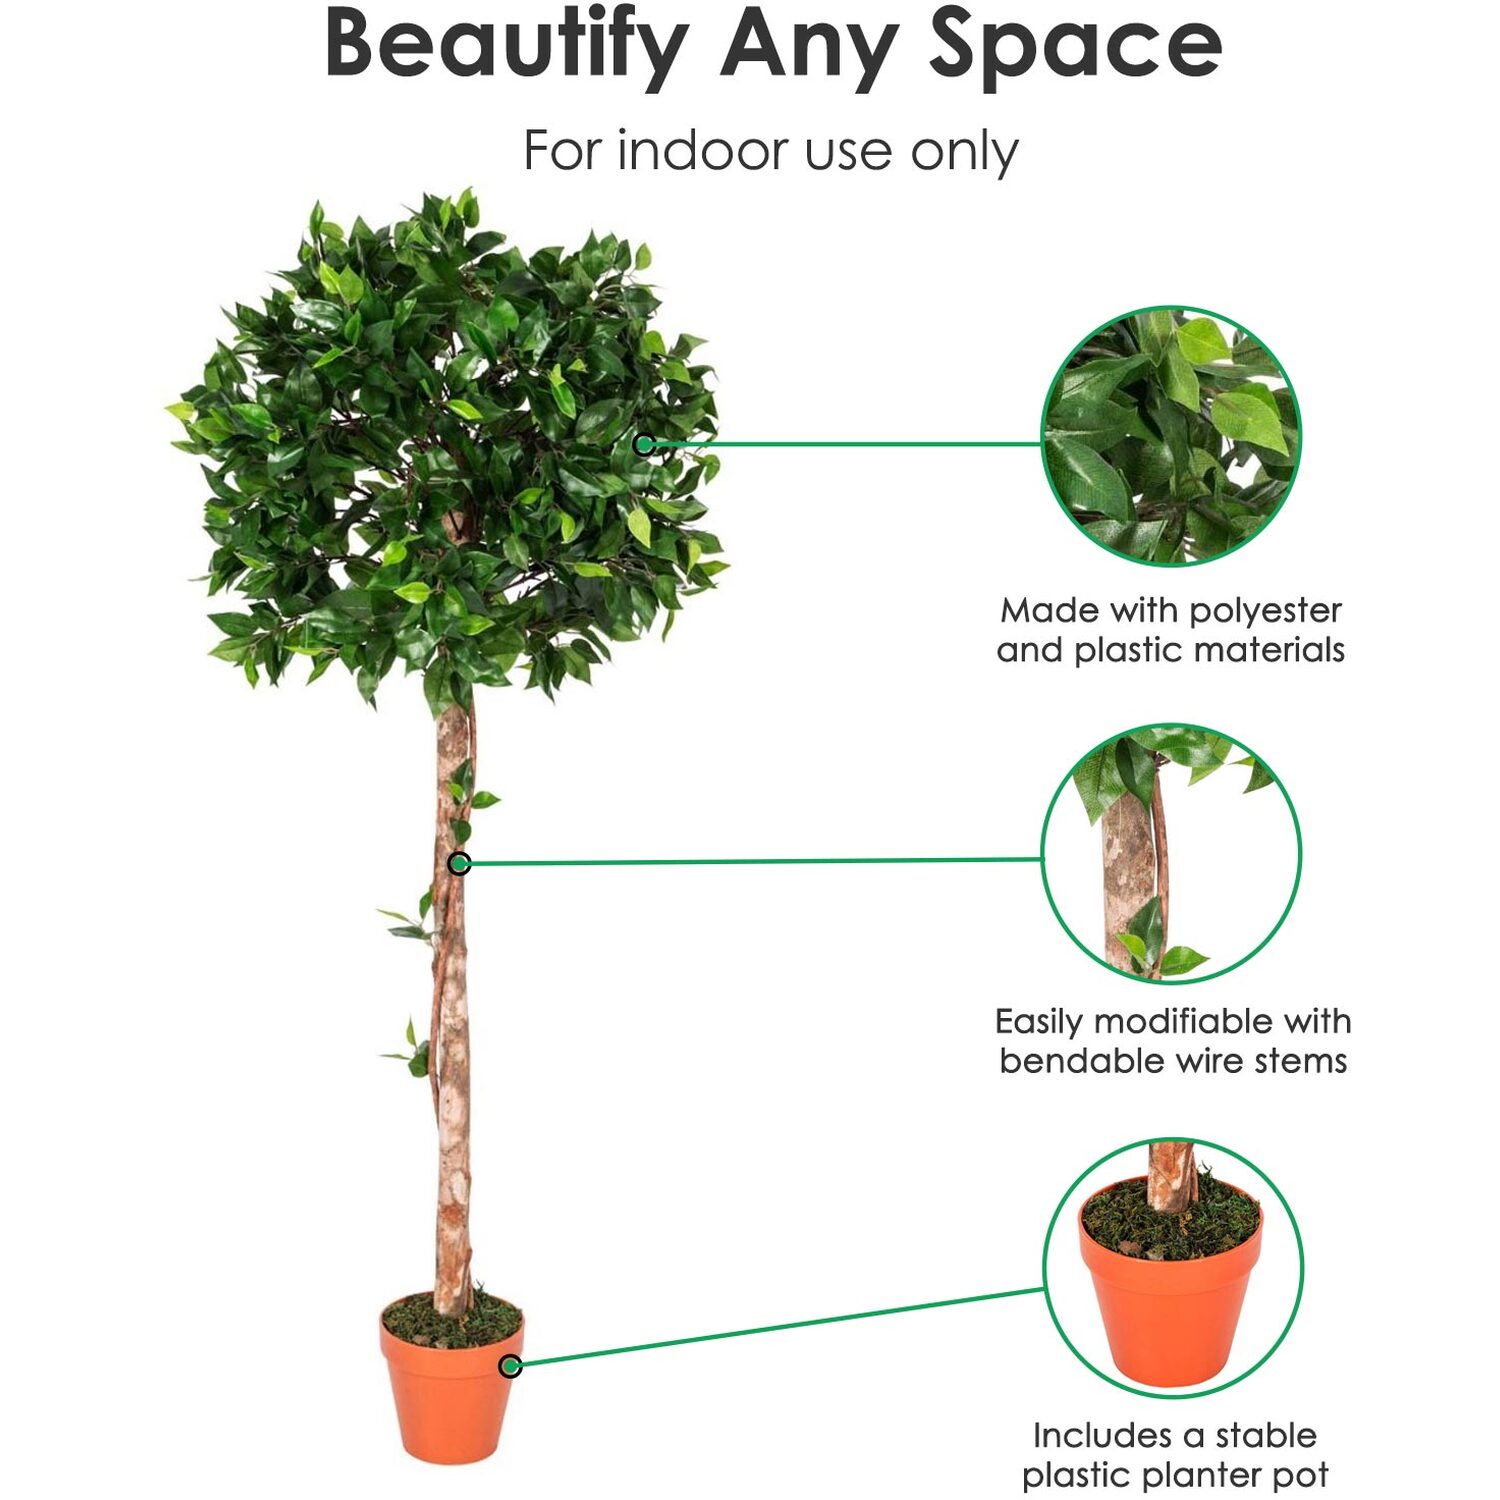 Beautify Any Space
For indoor use only
Made with polyester
and plastic materials
Easily modifiable with
bendable wire stems
Includes a stable
plastic planter pot